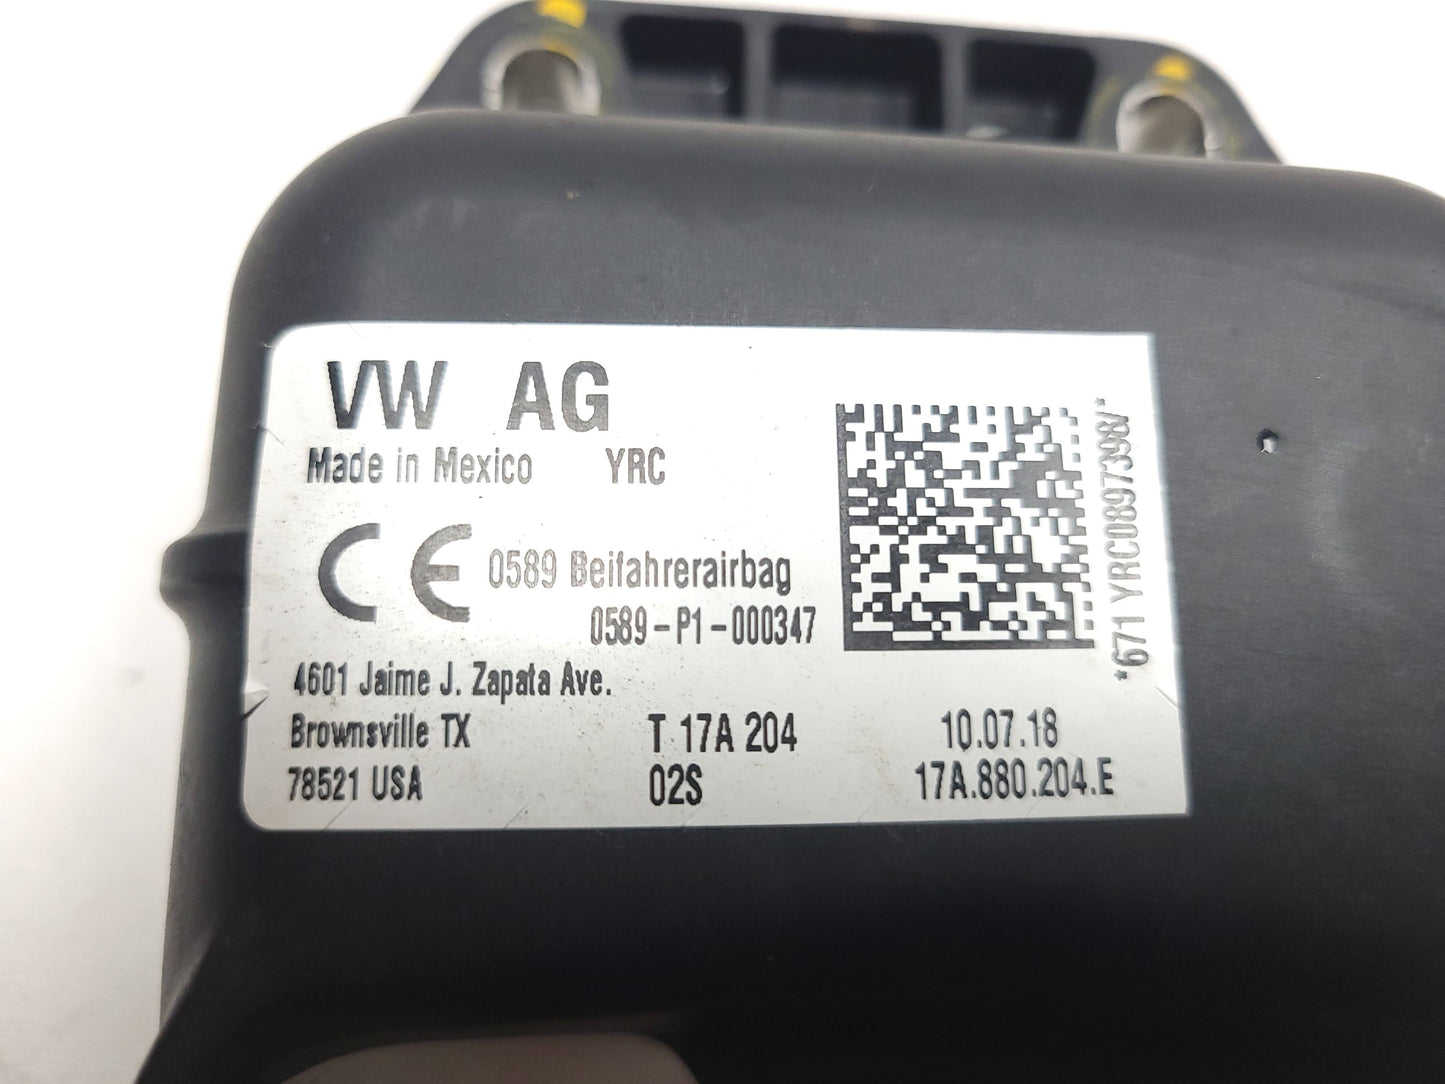 VW AG
Made in Mexico YRC
CE 0589 Beifahrerairbag
0589-P1-000347
4601 Jaime J. Zapata Ave.
Brownsville TX T 17A 204 10.07.18
78521 USA 02S 17A.880.204.E
*671 YRC0897398/*